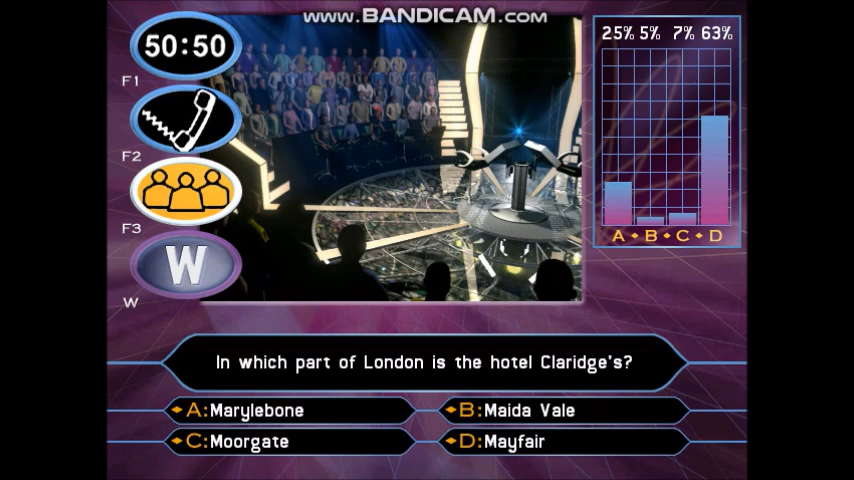 www.BANDICAM.com
50:50
F1
F2
F3
W
W
25% 5% 7% 63%
A B C D
In which part of London is the hotel Claridge's?
A:Marylebone
B:Maida Vale
C:Moorgate
D:Mayfair